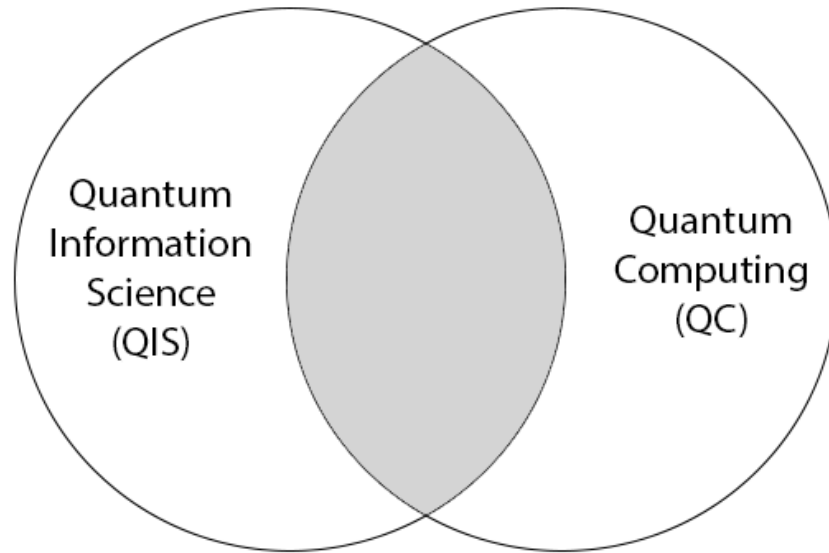 Quantum
Information
Science
(QIS)
Quantum
Computing
(QC)